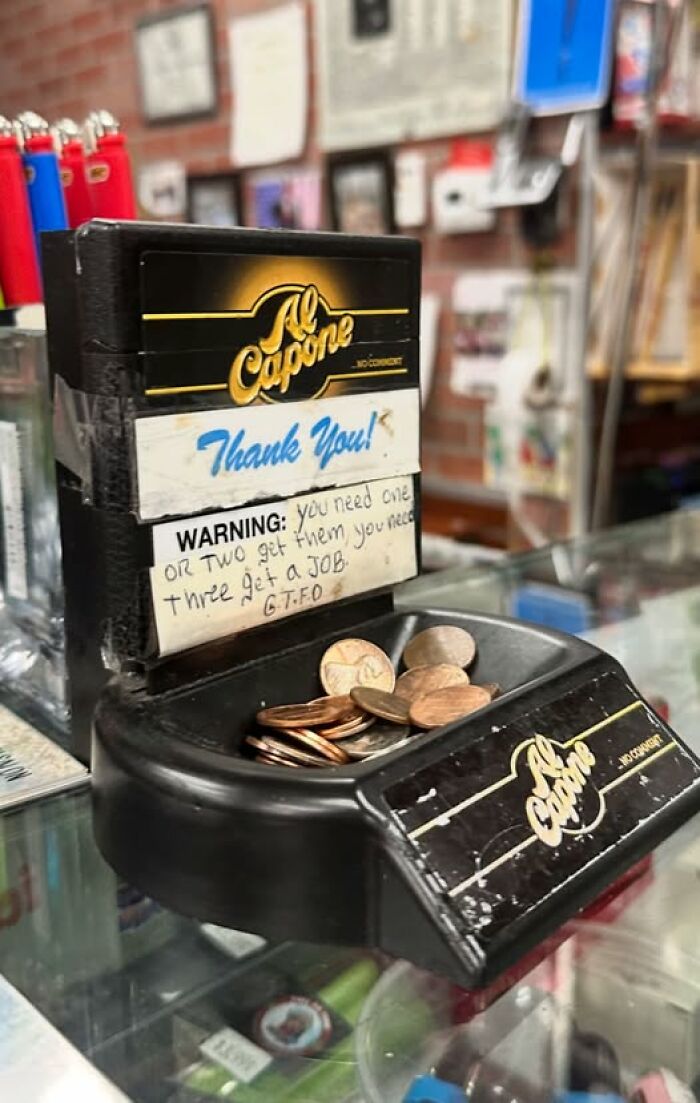 Al
Capone
...NO COMMENT
Thank You!
WARNING: you need one
OR TWO get them, you need
three get a JOB.
G.T.F.O
Al
Capone
...NO COMMENT